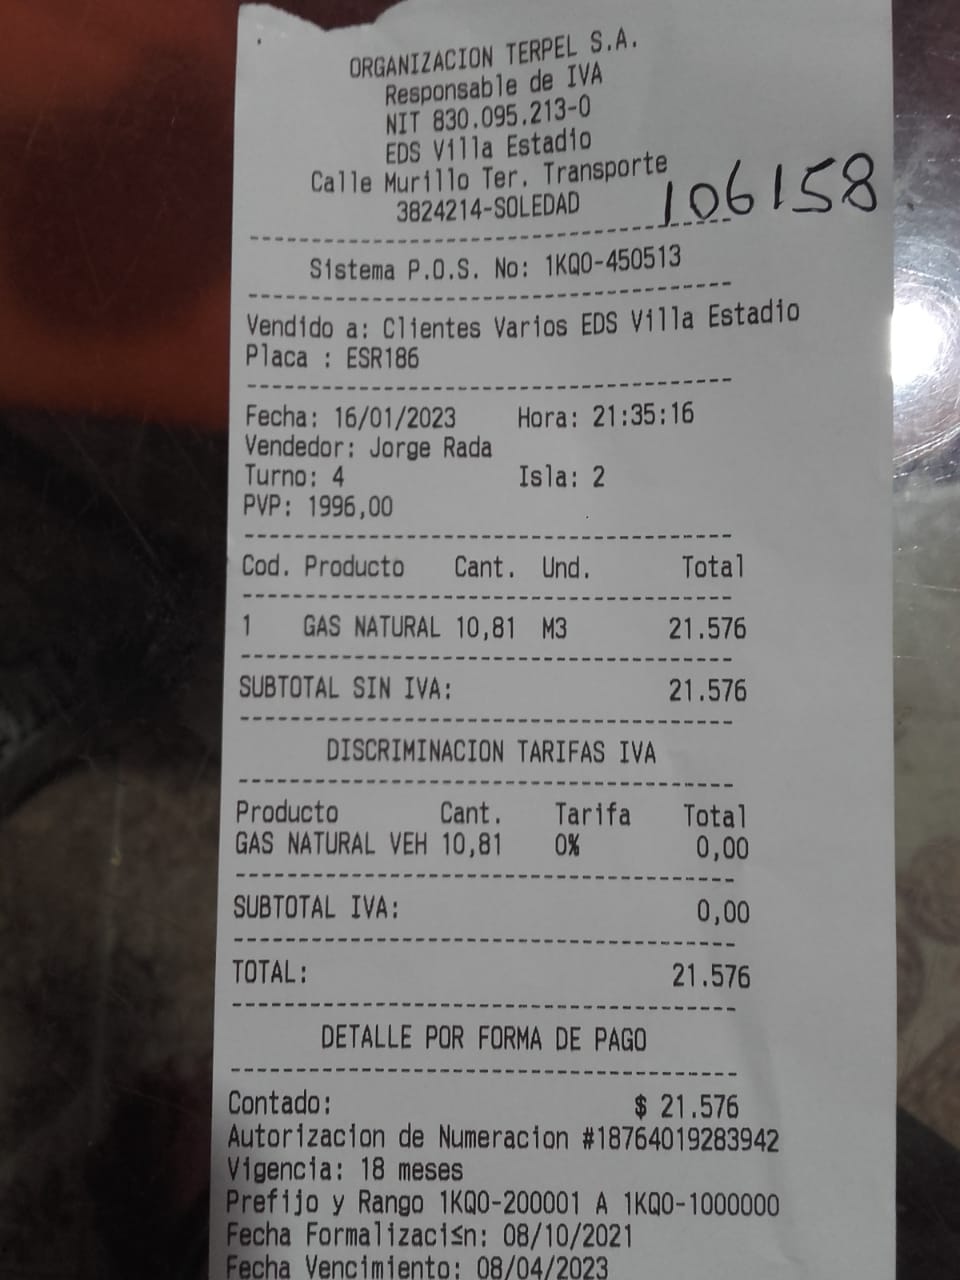 ORGANIZACION TERPEL S.A.
Responsable de IVA
NIT 830.095.213-0
EDS Villa Estadio
Calle Murillo Ter. Transporte
3824214-SOLEDAD
106158
Sistema P.O.S. No: 1KQ0-450513
Vendido a: Clientes Varios EDS Villa Estadio
Placa : ESR186
Fecha: 16/01/2023 Hora: 21:35:16
Vendedor: Jorge Rada
Turno: 4 Isla: 2
PVP: 1996,00
Cod. Producto Cant. Und. Total
1 GAS NATURAL 10,81 M3 21.576
SUBTOTAL SIN IVA: 21.576
DISCRIMINACION TARIFAS IVA
Producto Cant. Tarifa Total
GAS NATURAL VEH 10,81 0% 0,00
SUBTOTAL IVA: 0,00
TOTAL: 21.576
DETALLE POR FORMA DE PAGO
Contado: $ 21.576
Autorizacion de Numeracion #18764019283942
Vigencia: 18 meses
Prefijo y Rango 1KQ0-200001 A 1KQ0-1000000
Fecha Formalizaci≤n: 08/10/2021
Fecha Vencimiento: 08/04/2023